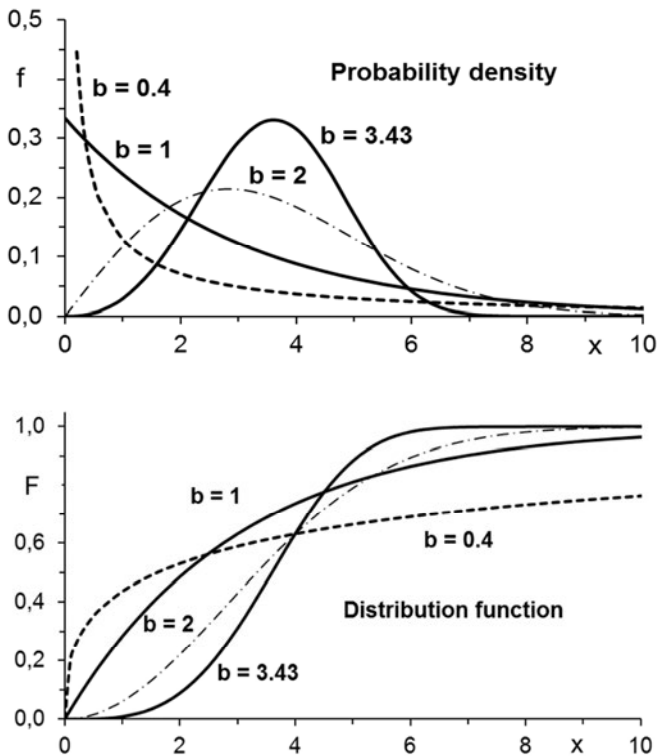 0,5
f
b = 0.4
Probability density
b = 1
b = 3.43
b = 2
0,3
0,2
0,1
0,0
0 2 4 6 8 x 10
1,0
F
0,8
0,6
0,4
0,2
0,0
b = 1
b = 0.4
b = 2
Distribution function
b = 3.43
0 2 4 6 8 x 10